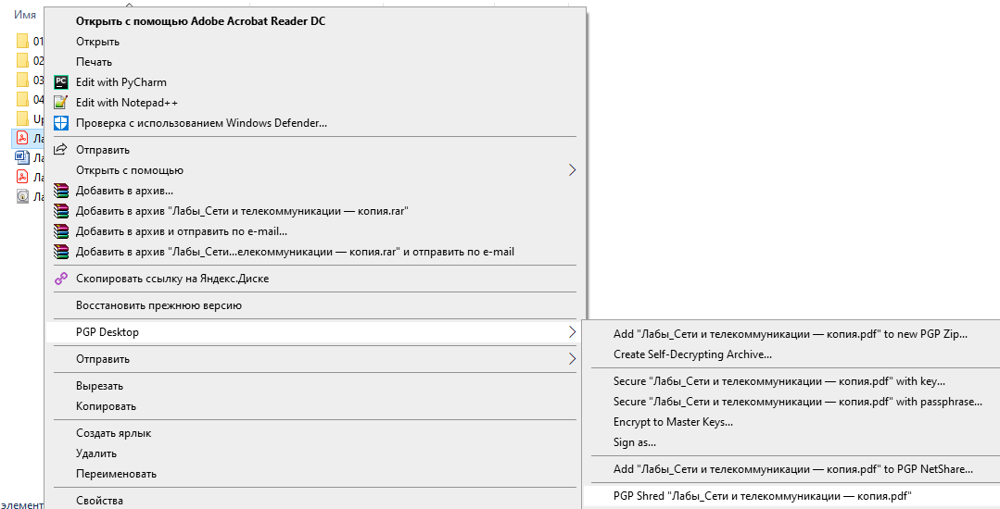 Имя
Открыть с помощью Adobe Acrobat Reader DC
01
Открыть
02
Печать
03
Edit with PyCharm
04
Edit with Notepad++
Up
Проверка с использованием Windows Defender...
Ла
Отправить
Ла
Открыть с помощью
Ла
Добавить в архив...
Ла
Добавить в архив "Лабы_Сети и телекоммуникации — копия.rar"
Добавить в архив и отправить по e-mail...
Добавить в архив "Лабы_Сети...елекоммуникации — копия.rar" и отправить по e-mail
Скопировать ссылку на Яндекс.Диске
Восстановить прежнюю версию
PGP Desktop
Отправить
Вырезать
Копировать
Создать ярлык
Удалить
Переименовать
Свойства
элемент
Add "Лабы_Сети и телекоммуникации — копия.pdf" to new PGP Zip...
Create Self-Decrypting Archive...
Secure "Лабы_Сети и телекоммуникации — копия.pdf" with key...
Secure "Лабы_Сети и телекоммуникации — копия.pdf" with passphrase...
Encrypt to Master Keys...
Sign as...
Add "Лабы_Сети и телекоммуникации — копия.pdf" to PGP NetShare...
PGP Shred "Лабы_Сети и телекоммуникации — копия.pdf"